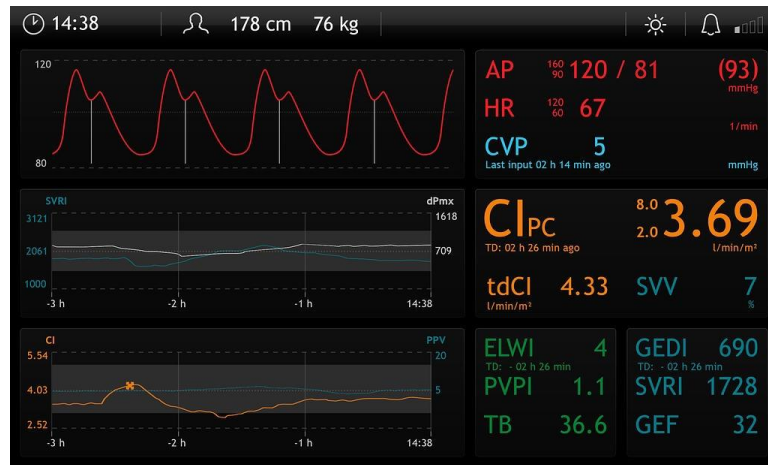 14:38 178 cm 76 kg
120
80
AP 160 90 120 / 81 (93)
mmHg
HR 120 60 67
1/min
CVP 5
Last input 02 h 14 min ago mmHg
SVRI dPmx
3121 1618
2061 709
1000
-3 h -2 h -1 h 14:38
CIPC 8.0 2.0 3.69
TD: 02 h 26 min ago l/min/m²
tdCI 4.33 SVV 7
l/min/m² %
CI PPV
5.54 20
4.03 5
2.52
-3 h -2 h -1 h 14:38
ELWI 4
TD: - 02 h 26 min
PVPI 1.1
TB 36.6
GEDI 690
TD: - 02 h 26 min
SVRI 1728
GEF 32